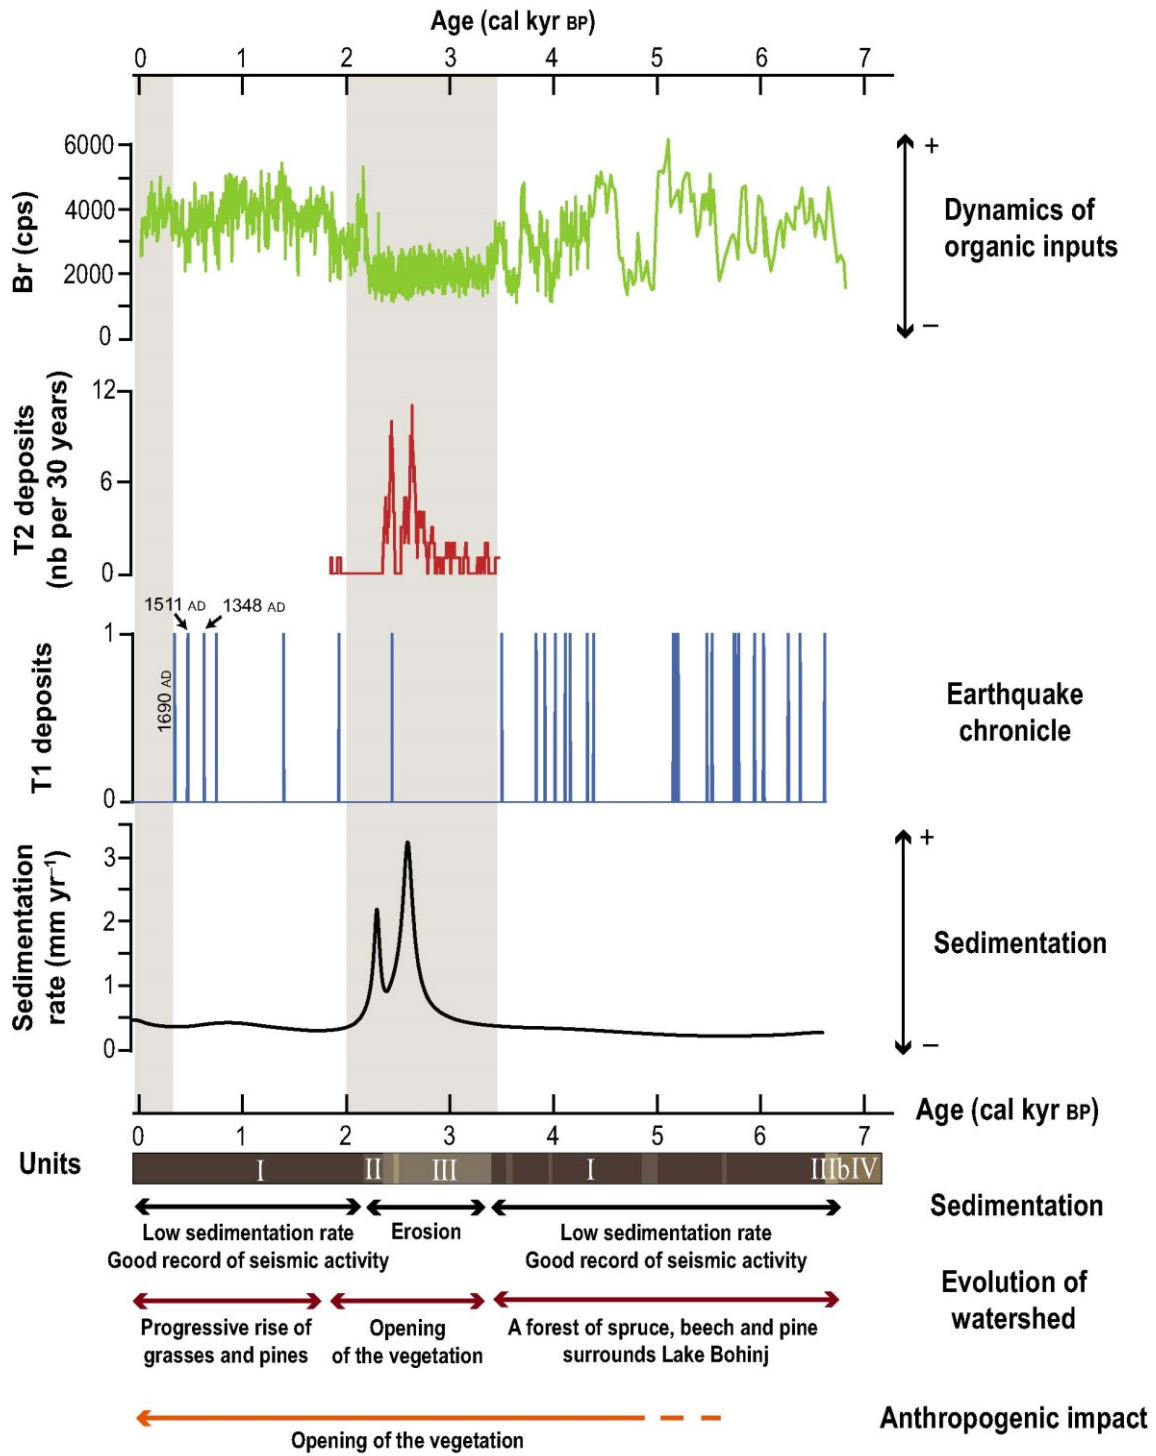 Age (cal kyr BP)
0 1 2 3 4 5 6 7
Br (cps)
6000
4000
2000
0
+
Dynamics of
organic inputs
–
T2 deposits
(nb per 30 years)
12
6
0
T1 deposits
1
0
1511 AD
1348 AD
1690 AD
Earthquake
chronicle
Sedimentation
rate (mm yr⁻¹)
3
2
1
0
+
Sedimentation
–
Age (cal kyr BP)
0 1 2 3 4 5 6 7
Units
I II III I IIIb IV
Sedimentation
Low sedimentation rate
Good record of seismic activity
Erosion
Low sedimentation rate
Good record of seismic activity
Evolution of
watershed
Progressive rise of
grasses and pines
Opening
of the vegetation
A forest of spruce, beech and pine
surrounds Lake Bohinj
Anthropogenic impact
Opening of the vegetation